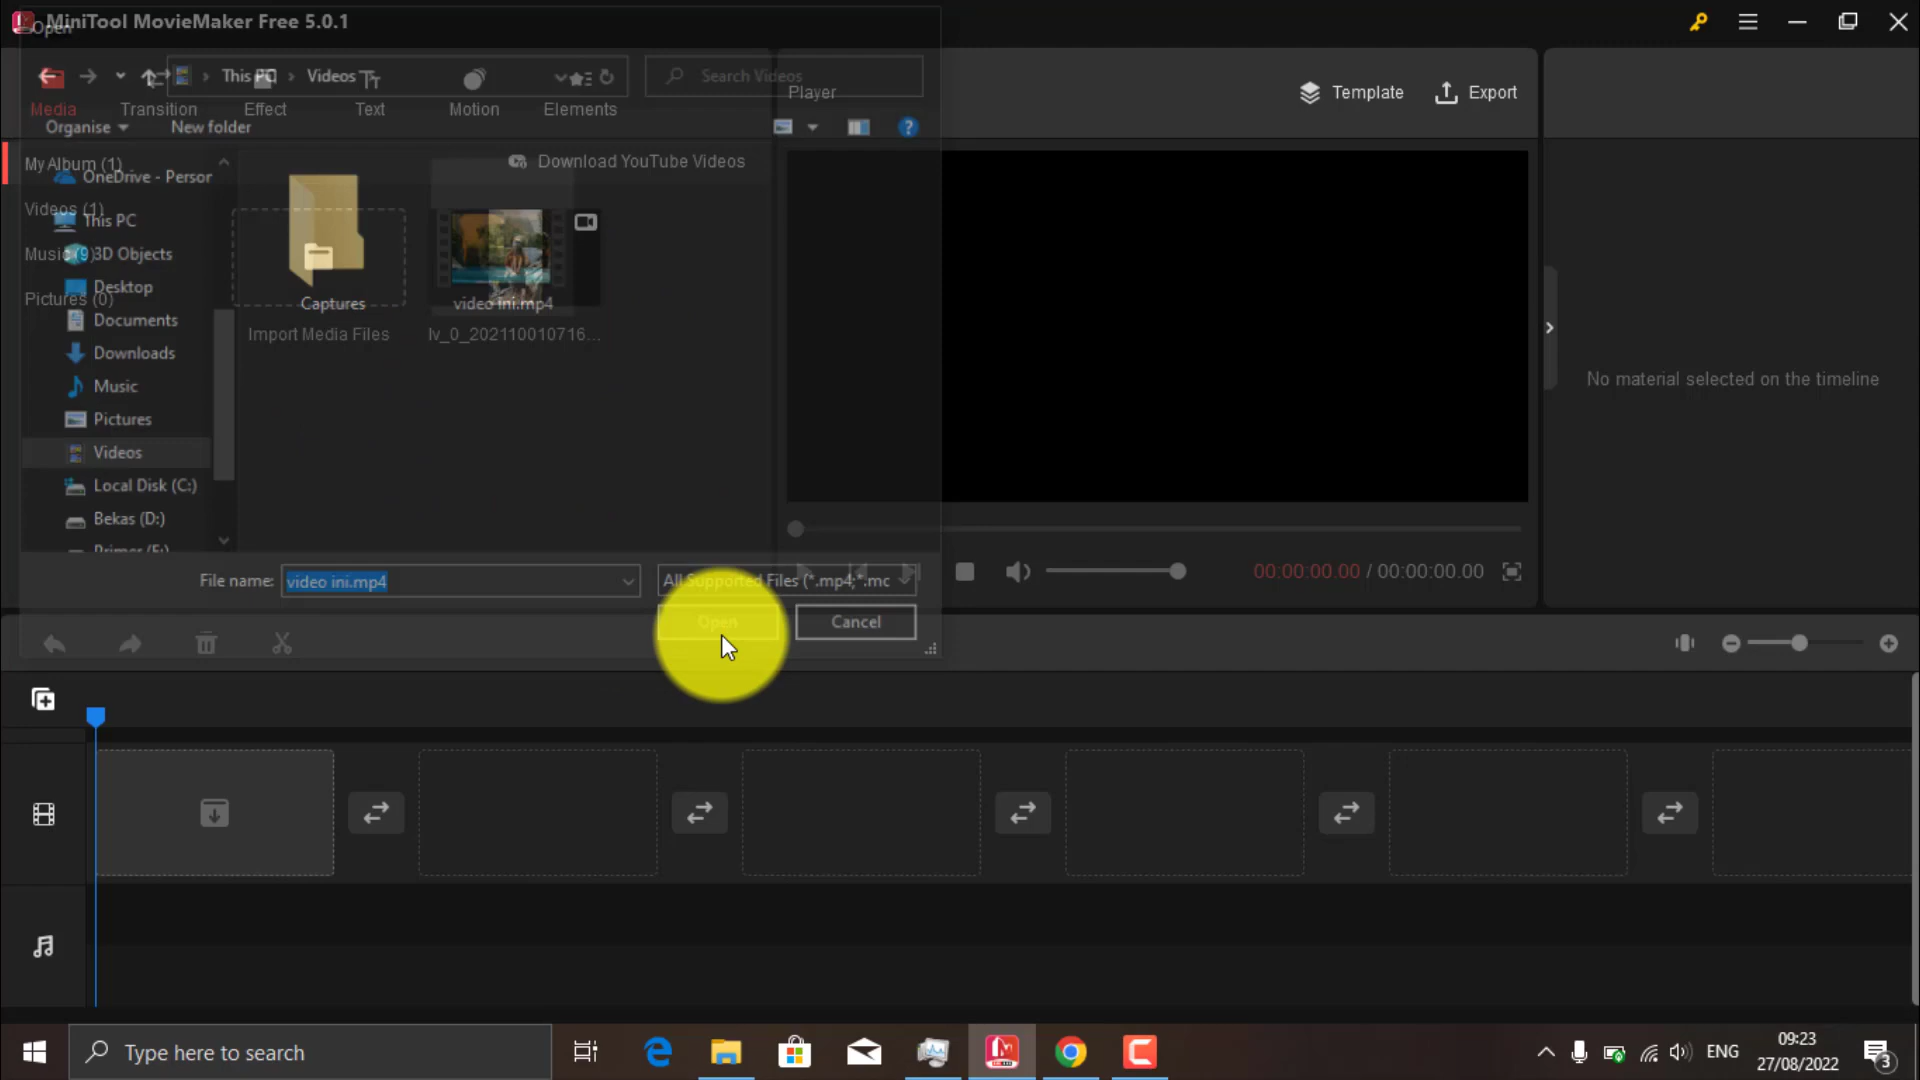 MiniTool MovieMaker Free 5.0.1
Open
This PC > Videos
Search Videos
Media
Transition
Effect
Text
Motion
Elements
Player
Template
Export
Organise
New folder
My Album (1)
Download YouTube Videos
OneDrive - Person
Videos (1)
This PC
Music (9)
3D Objects
Desktop
Pictures (0)
Captures
video ini.mp4
Documents
Import Media Files
lv_0_202110010716...
Downloads
Music
Pictures
Videos
Local Disk (C:)
Bekas (D:)
No material selected on the timeline
File name:
video ini.mp4
All Supported Files (*.mp4;*.mc
00:00:00.00 / 00:00:00.00
Open
Cancel
Type here to search
ENG
09:23
27/08/2022
3